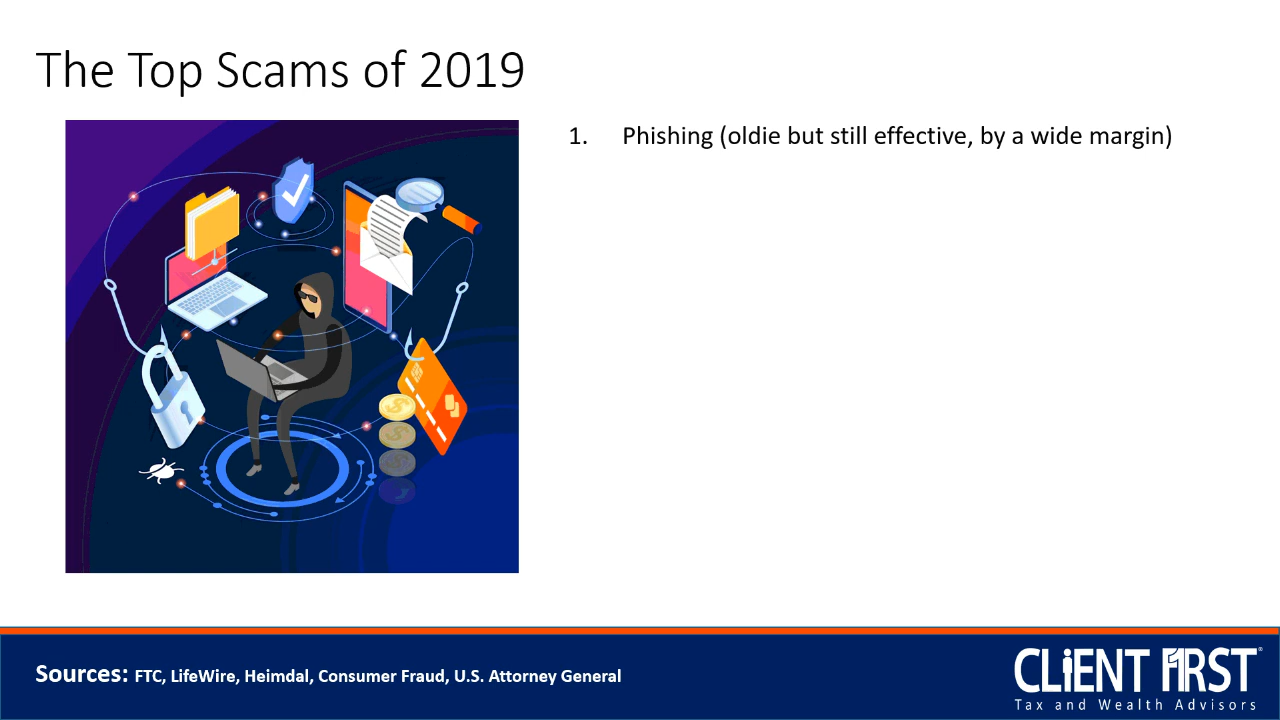 The Top Scams of 2019
1. Phishing (oldie but still effective, by a wide margin)
Sources: FTC, LifeWire, Heimdal, Consumer Fraud, U.S. Attorney General
CLiENT FiRST®
Tax and Wealth Advisors